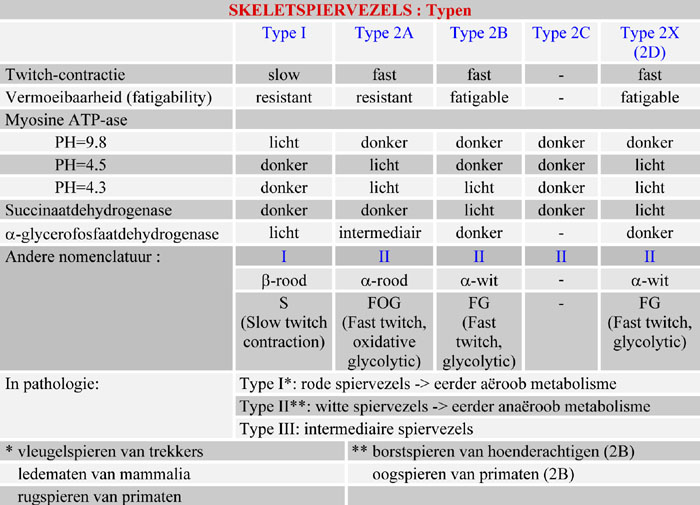 SKELETSPIERVEZELS : Typen
Type I Type 2A Type 2B Type 2C Type 2X
(2D)
Twitch-contractie slow fast fast - fast
Vermoeibaarheid (fatigability) resistant resistant fatigable - fatigable
Myosine ATP-ase
PH=9.8 licht donker donker donker donker
PH=4.5 donker licht donker donker licht
PH=4.3 donker licht licht donker licht
Succinaatdehydrogenase donker donker licht donker licht
α-glycerofosfaatdehydrogenase licht intermediair donker - donker
Andere nomenclatuur : I II II II II
β-rood α-rood α-wit - α-wit
S FOG FG - FG
(Slow twitch (Fast twitch, (Fast (Fast twitch,
contraction) oxidative twitch, glycolytic)
glycolytic) glycolytic)
In pathologie: Type I*: rode spiervezels -> eerder aëroob metabolisme
Type II**: witte spiervezels -> eerder anaëroob metabolisme
Type III: intermediaire spiervezels
* vleugelspieren van trekkers ** borstspieren van hoenderachtigen (2B)
ledematen van mammalia oogspieren van primaten (2B)
rugspieren van primaten